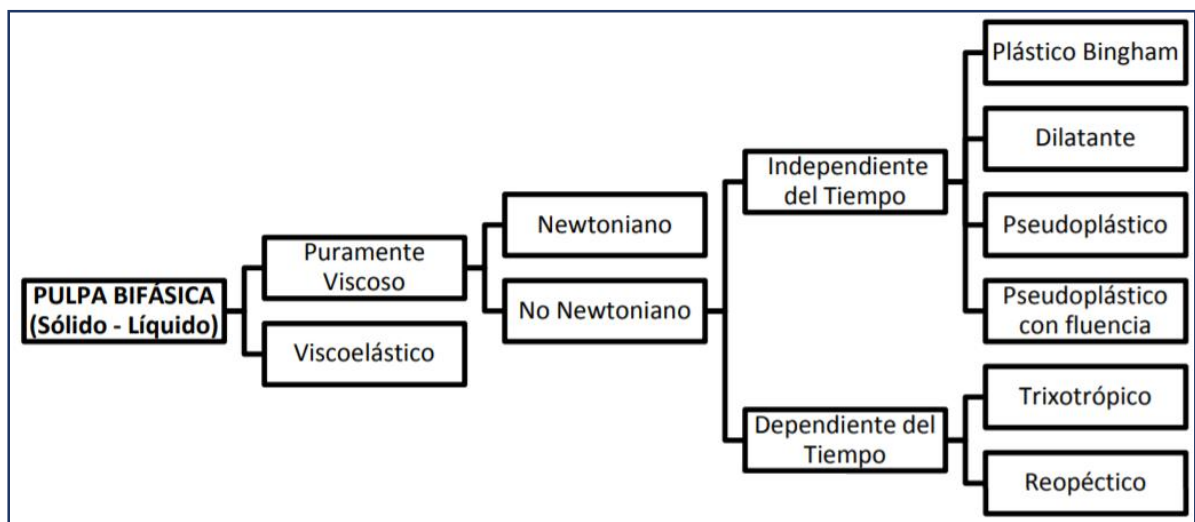 PULPA BIFÁSICA
(Sólido - Líquido)
Puramente
Viscoso
Viscoelástico
Newtoniano
No Newtoniano
Independiente
del Tiempo
Dependiente del
Tiempo
Plástico Bingham
Dilatante
Pseudoplástico
Pseudoplástico
con fluencia
Trixotrópico
Reopéctico